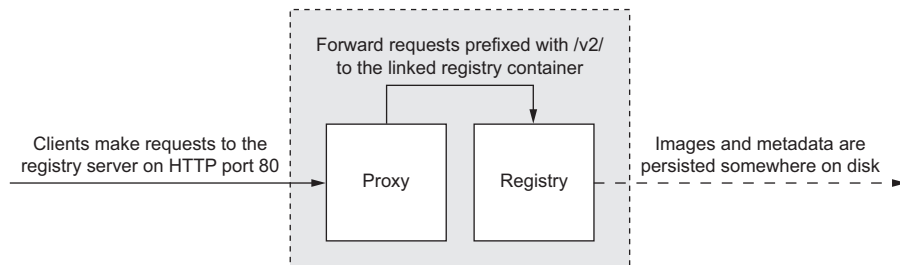 Forward requests prefixed with /v2/
to the linked registry container
Clients make requests to the
registry server on HTTP port 80
Proxy
Registry
Images and metadata are
persisted somewhere on disk